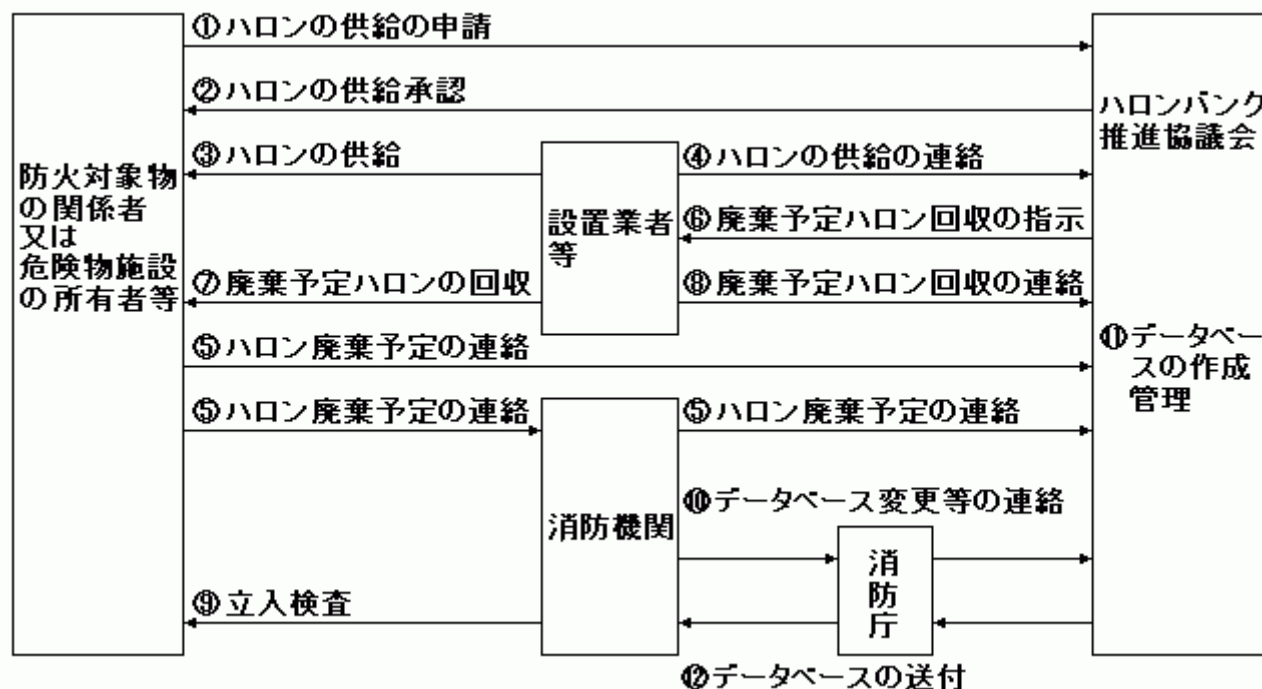 ①ハロンの供給の申請
②ハロンの供給承認
ハロンバンク
推進協議会
③ハロンの供給
④ハロンの供給の連絡
防火対象物
の関係者
又は
危険物施設
の所有者等
設置業者
等
⑥廃棄予定ハロン回収の指示
⑦廃棄予定ハロンの回収
⑧廃棄予定ハロン回収の連絡
⑤ハロン廃棄予定の連絡
⑪データベー
スの作成
管理
⑤ハロン廃棄予定の連絡
⑤ハロン廃棄予定の連絡
⑩データベース変更等の連絡
消防機関
消
防
庁
⑨立入検査
⑫データベースの送付